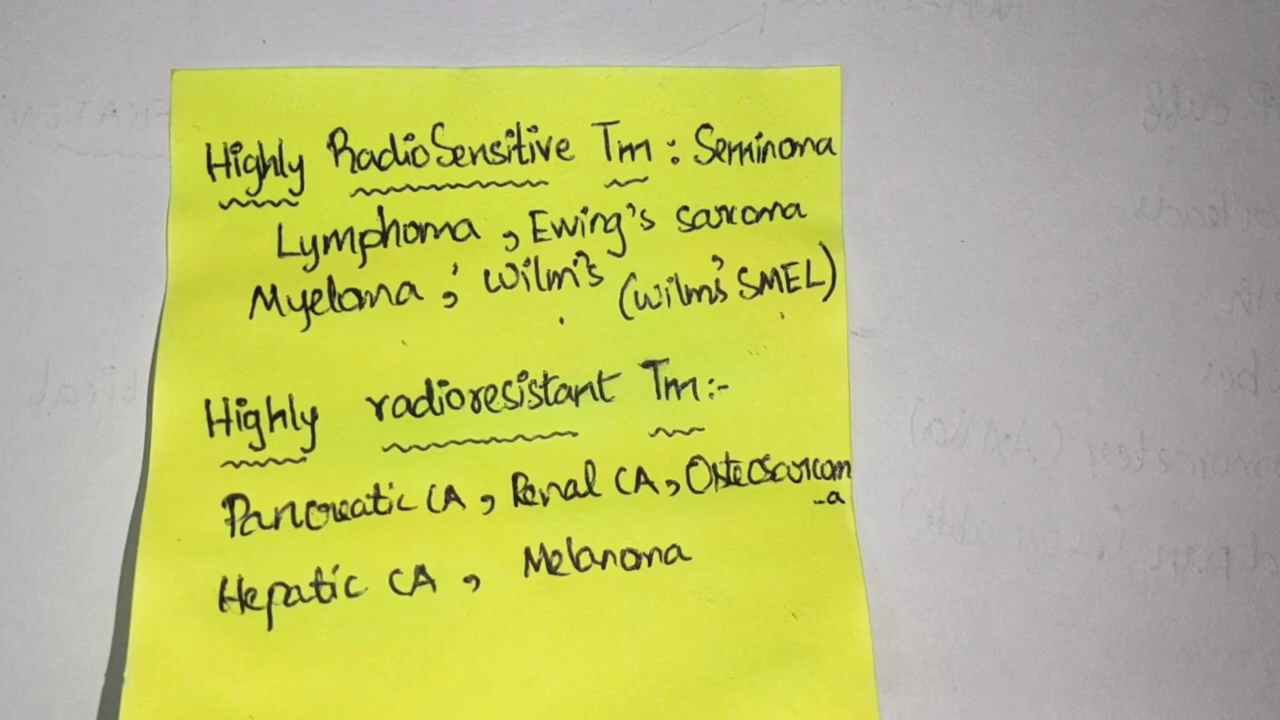 Highly RadioSensitive Tm : Seminoma
Lymphoma , Ewing's sarcoma
Myeloma , Wilm's (Wilm's SMEL)
Highly radioresistant Tm:-
Pancreatic CA , Renal CA , Osteosarcom
-a
Hepatic CA , Melanoma